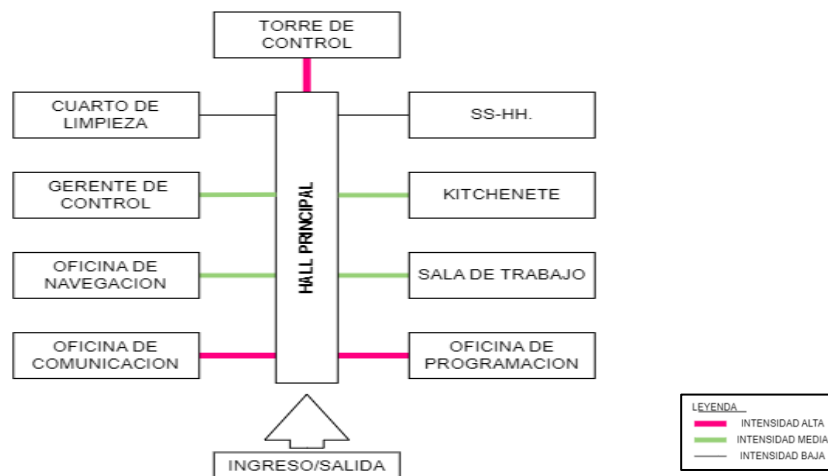 TORRE DE
CONTROL
CUARTO DE
LIMPIEZA
SS-HH.
GERENTE DE
CONTROL
KITCHENETE
HALL PRINCIPAL
OFICINA DE
NAVEGACION
SALA DE TRABAJO
OFICINA DE
COMUNICACION
OFICINA DE
PROGRAMACION
INGRESO/SALIDA
LEYENDA
INTENSIDAD ALTA
INTENSIDAD MEDIA
INTENSIDAD BAJA